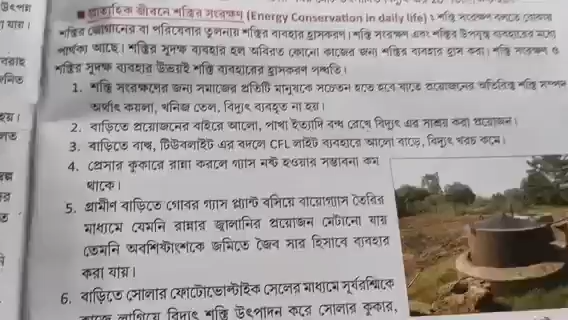 উৎপন্ন
■ প্রাত্যহিক জীবনে শক্তির সংরক্ষণ (Energy Conservation in daily life) : শক্তি সংরক্ষণ বলতে বোঝায়
শক্তির জোগানের বা পরিষেবার তুলনায় শক্তির ব্যবহার হ্রাসকরণ। শক্তি সংরক্ষণ এবং শক্তির উপযুক্ত ব্যবহারের মধ্যে
পার্থক্য আছে। শক্তির সুদক্ষ ব্যবহার হল অবিরত কোনো কাজের জন্য শক্তির ব্যবহার হ্রাস করা। শক্তি সংরক্ষণ ও
শক্তির সুদক্ষ ব্যবহার উভয়ই শক্তি ব্যবহারের হ্রাসকরণ পদ্ধতি।
1. শক্তি সংরক্ষণের জন্য সমাজের প্রতিটি মানুষকে সচেতন হতে হবে যাতে প্রয়োজনের অতিরিক্ত শক্তি সম্পদ
অর্থাৎ কয়লা, খনিজ তেল, বিদ্যুৎ ব্যবহৃত না হয়।
2. বাড়িতে প্রয়োজনের বাইরে আলো, পাখা ইত্যাদি বন্ধ রেখে বিদ্যুৎ এর সাশ্রয় করা প্রয়োজন।
3. বাড়িতে বাল্ব, টিউবলাইট এর বদলে CFL লাইট ব্যবহারে আলো বাড়ে, বিদ্যুৎ খরচ কমে।
4. প্রেসার কুকারে রান্না করলে গ্যাস নষ্ট হওয়ার সম্ভাবনা কম
থাকে।
5. গ্রামীণ বাড়িতে গোবর গ্যাস প্ল্যান্ট বসিয়ে বায়োগ্যাস তৈরির
মাধ্যমে যেমনি রান্নার জ্বালানির প্রয়োজন মেটানো যায়
তেমনি অবশিষ্টাংশকে জমিতে জৈব সার হিসাবে ব্যবহার
করা যায়।
6. বাড়িতে সোলার ফোটোভোল্টাইক সেলের মাধ্যমে সূর্যরশ্মিকে
কাজে লাগিয়ে বিদ্যুৎ শক্তি উৎপাদন করে সোলার কুকার,